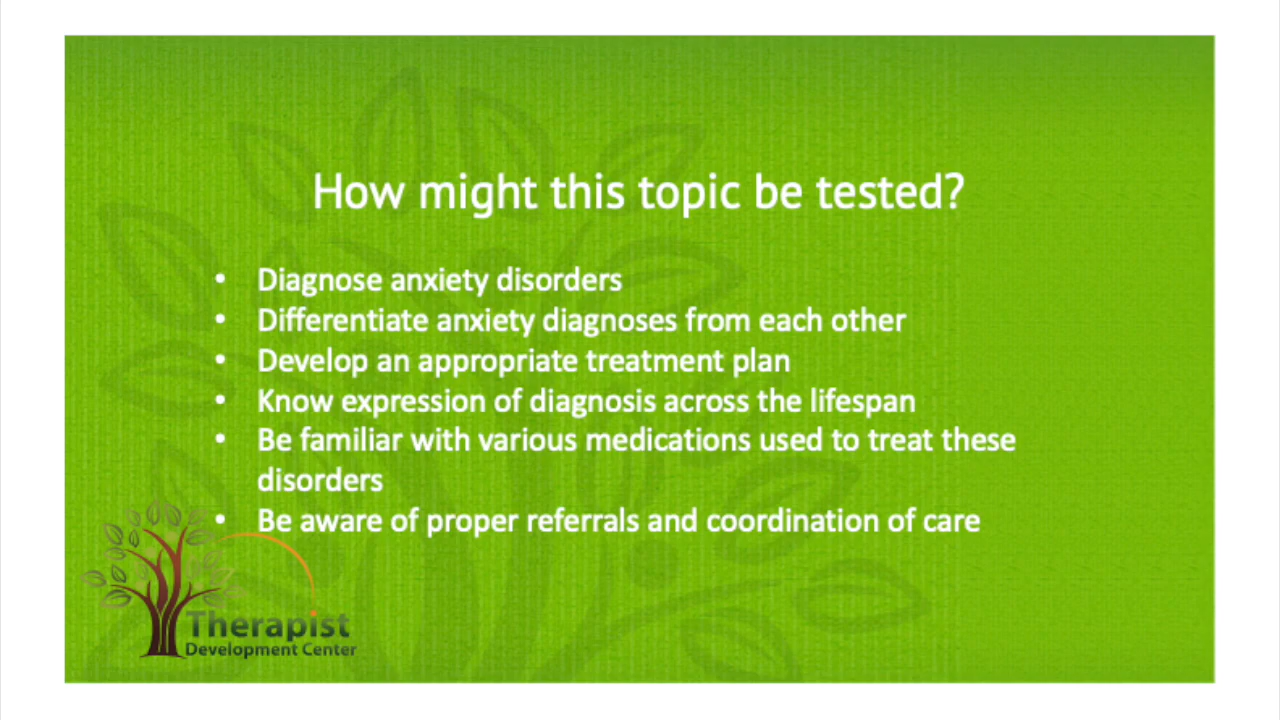 How might this topic be tested?
• Diagnose anxiety disorders
• Differentiate anxiety diagnoses from each other
• Develop an appropriate treatment plan
• Know expression of diagnosis across the lifespan
• Be familiar with various medications used to treat these
disorders
• Be aware of proper referrals and coordination of care
Therapist
Development Center